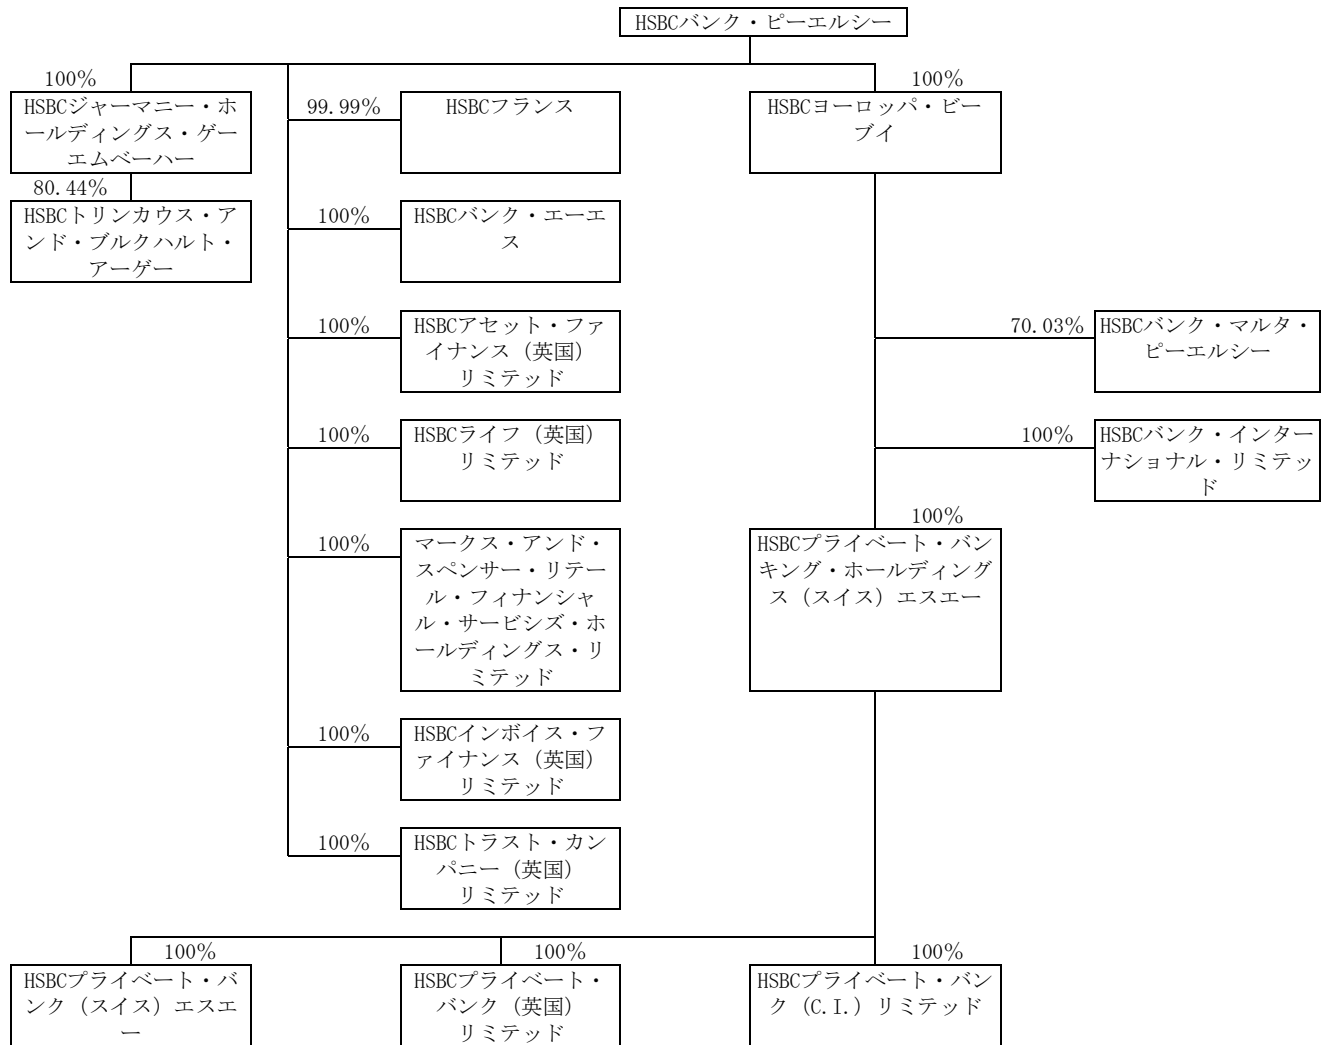 HSBCバンク・ピーエルシー
100%
100%
HSBCジャーマニー・ホ
ールディングス・ゲー
エムベーハー
99.99%
HSBCフランス
HSBCヨーロッパ・ビー
ブイ
80.44%
HSBCトリンカウス・ア
ンド・ブルクハルト・
アーゲー
100%
HSBCバンク・エーエ
ス
100%
HSBCアセット・ファ
イナンス（英国）
リミテッド
70.03%
HSBCバンク・マルタ・
ピーエルシー
100%
HSBCライフ（英国）
リミテッド
100%
HSBCバンク・インター
ナショナル・リミテッ
ド
100%
マークス・アンド・
スペンサー・リテー
ル・フィナンシャ
ル・サービシズ・ホ
ールディングス・リ
ミテッド
100%
HSBCプライベート・バン
キング・ホールディング
ス（スイス）エスエー
100%
HSBCインボイス・フ
ァイナンス（英国）
リミテッド
100%
HSBCトラスト・カン
パニー（英国）
リミテッド
100%
HSBCプライベート・バ
ンク（スイス）エスエ
ー
100%
HSBCプライベート・
バンク（英国）
リミテッド
100%
HSBCプライベート・バン
ク（C.I.）リミテッド